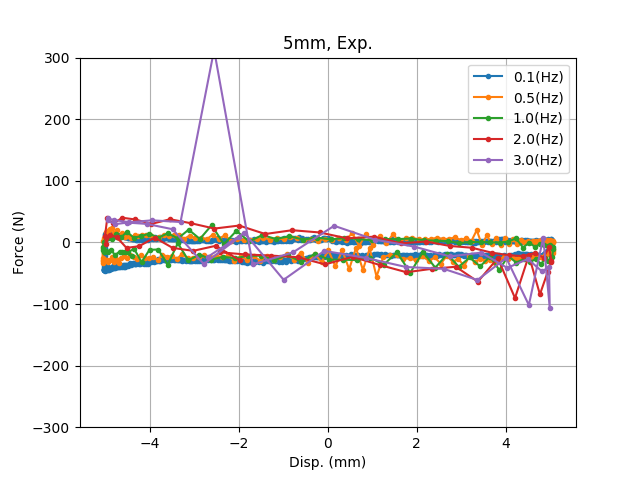 5mm, Exp.
Force (N)
300
200
100
0
−100
−200
−300
0.1(Hz)
0.5(Hz)
1.0(Hz)
2.0(Hz)
3.0(Hz)
−4 −2 0 2 4
Disp. (mm)